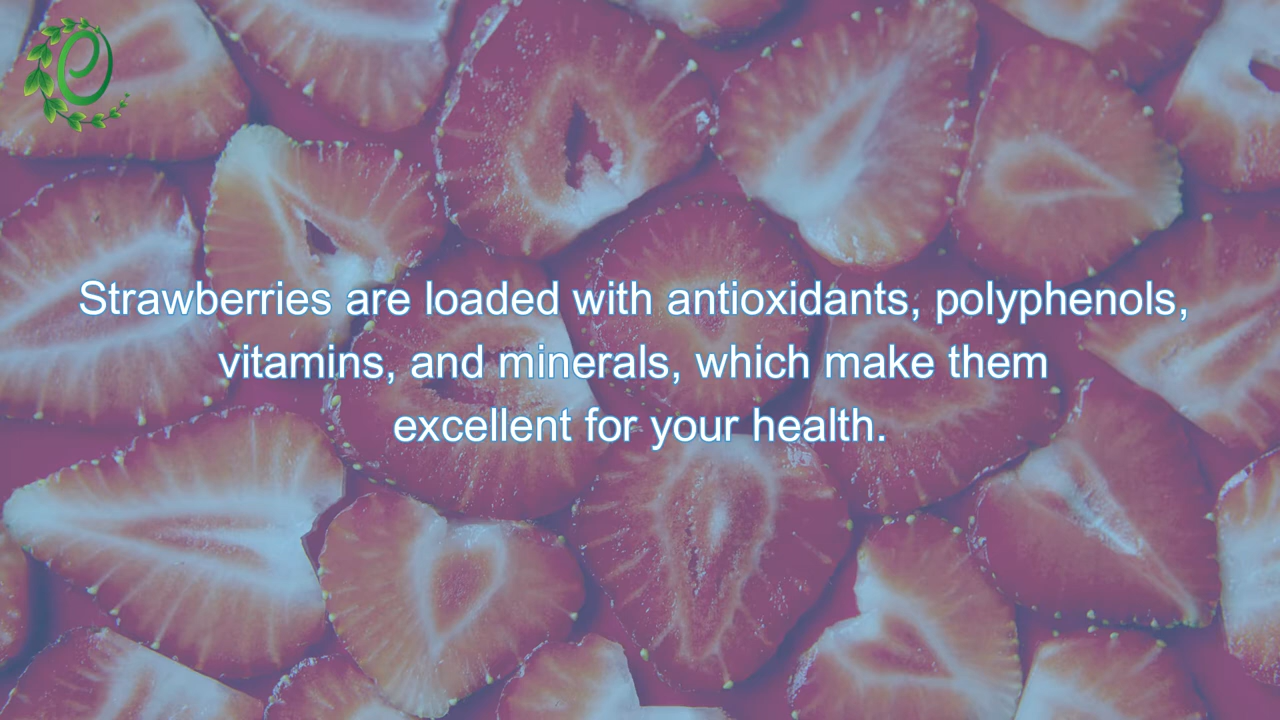 Strawberries are loaded with antioxidants, polyphenols,
vitamins, and minerals, which make them
excellent for your health.